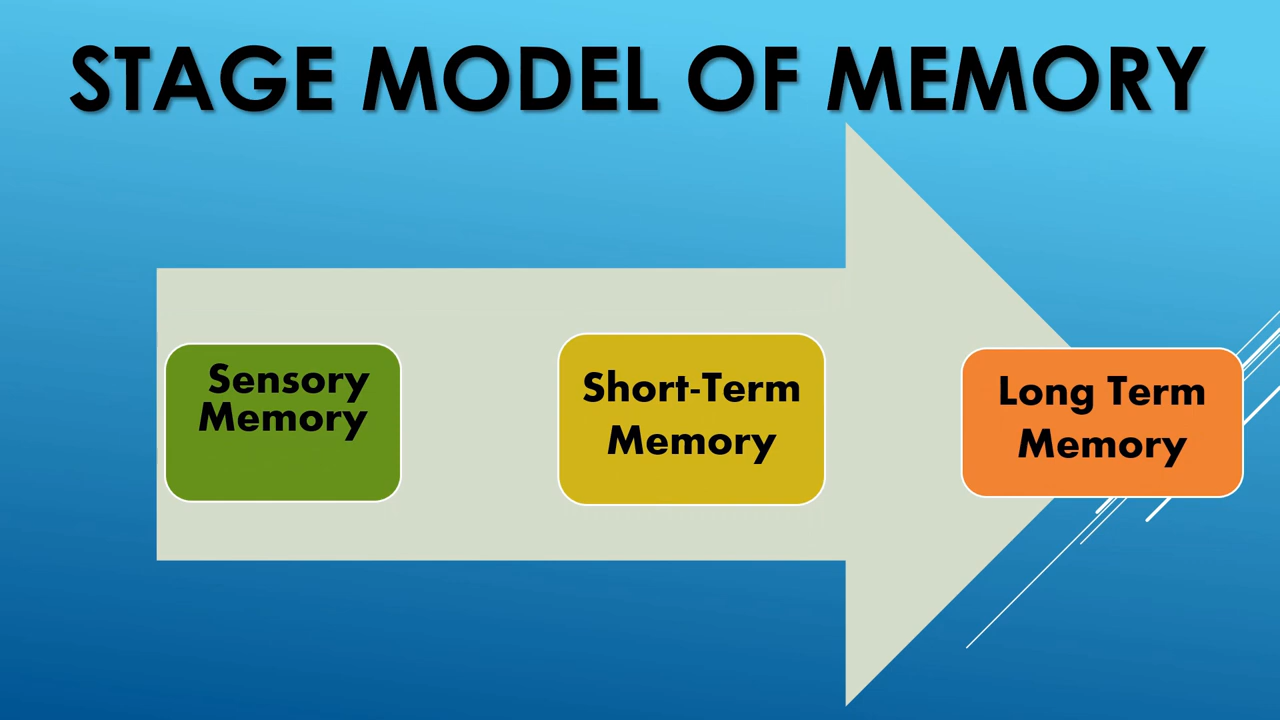 STAGE MODEL OF MEMORY
Sensory
Memory
Short-Term
Memory
Long Term
Memory